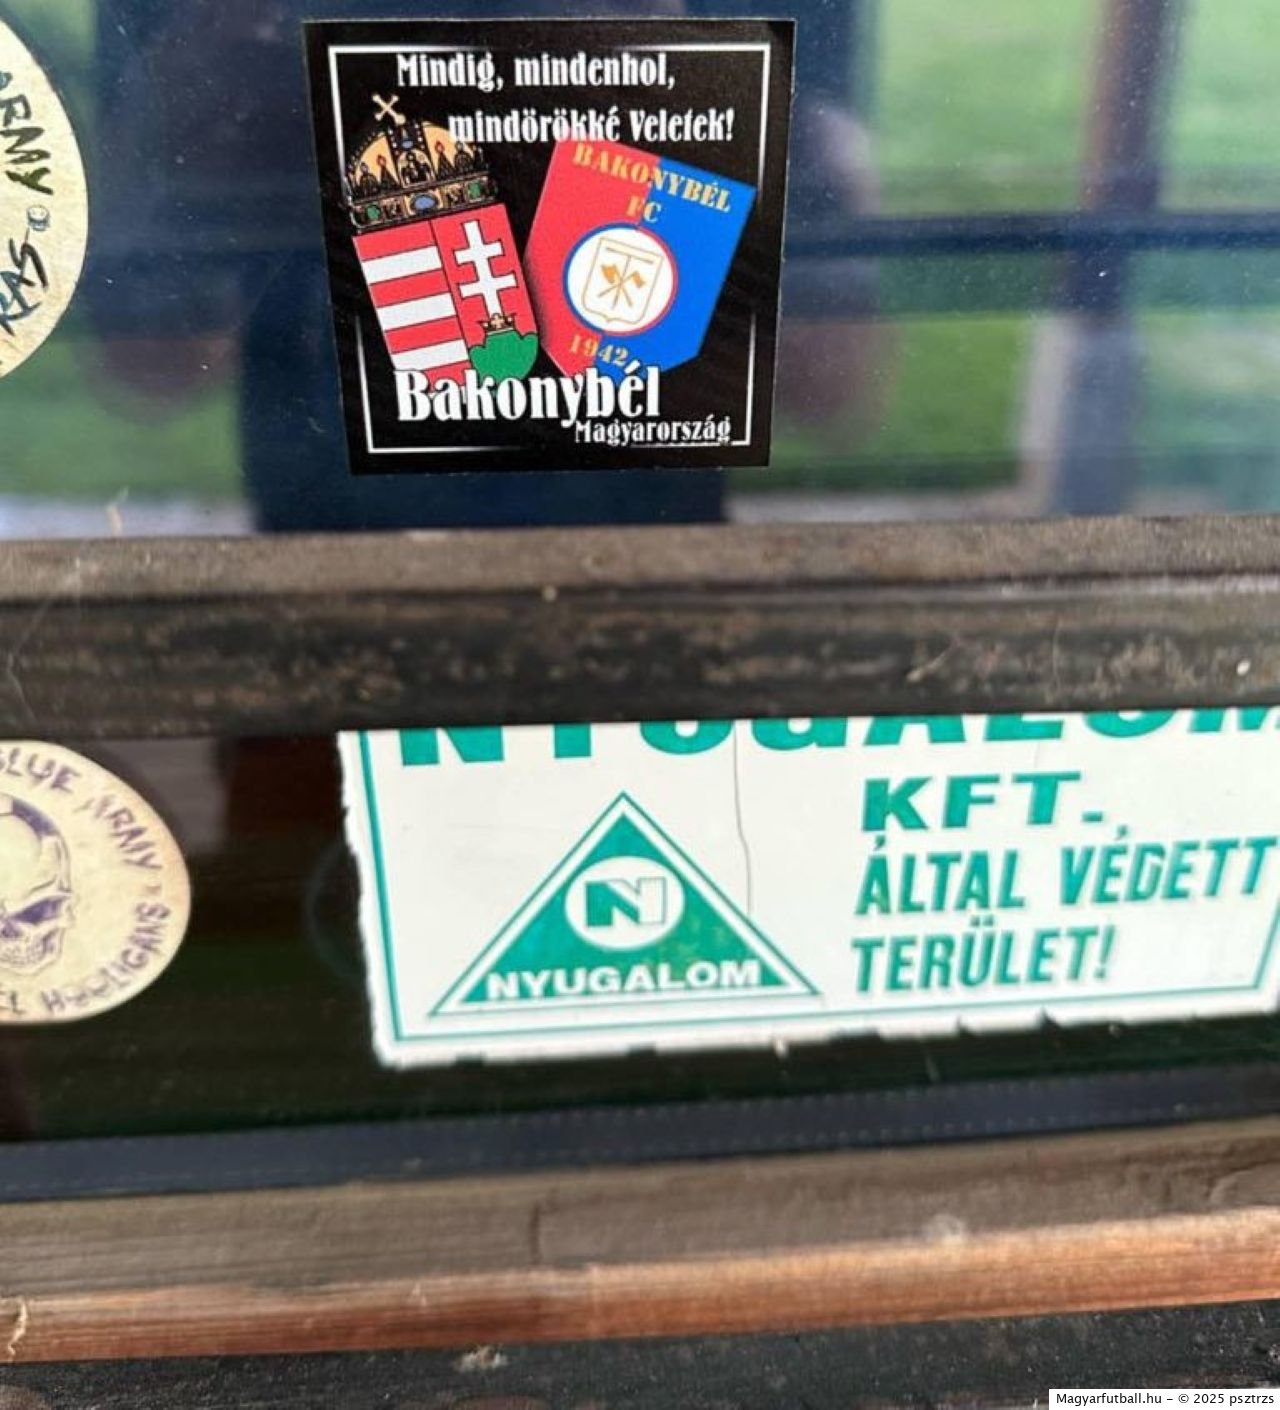 Mindig, mindenhol,
mindörökké Veletek!
BAKONYBÉL
FC
1942
Bakonybél
Magyarország
ARMY
BLUE ARMY
HOOLIGANS
NYUGALOM
KFT.
ÁLTAL VÉDETT
TERÜLET!
N
NYUGALOM
Magyarfutball.hu - © 2025 psztrzs